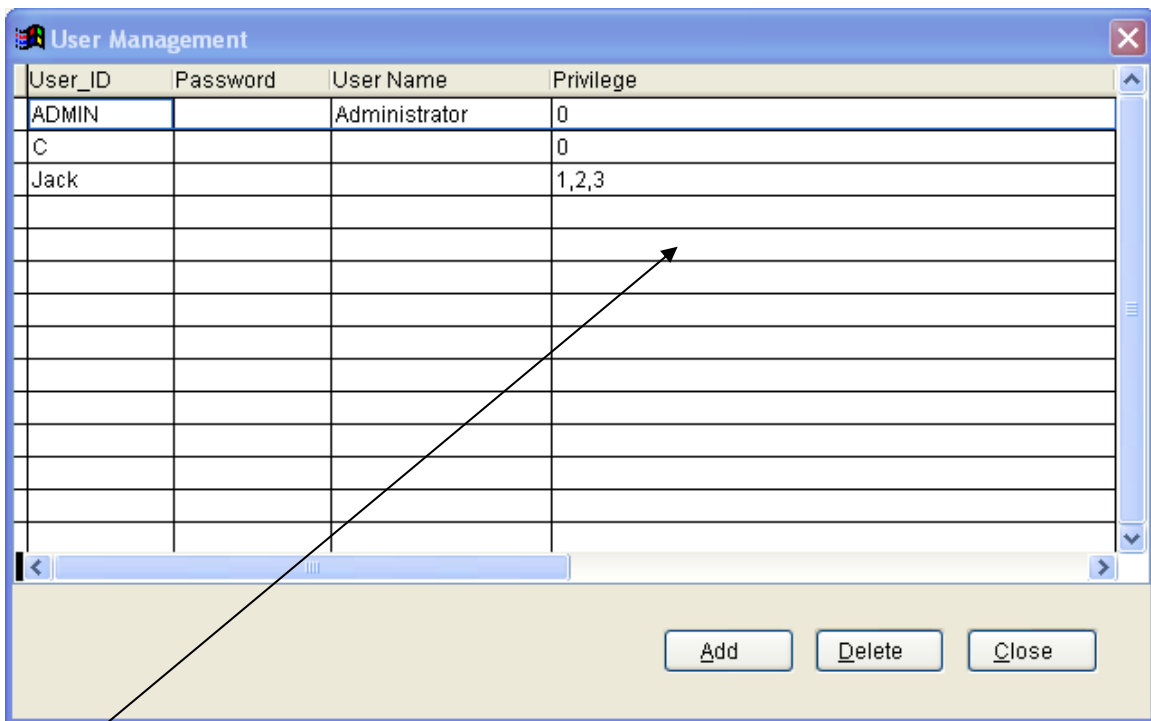 User Management
User_ID Password User Name Privilege
ADMIN Administrator 0
C 0
Jack 1,2,3
Add Delete Close